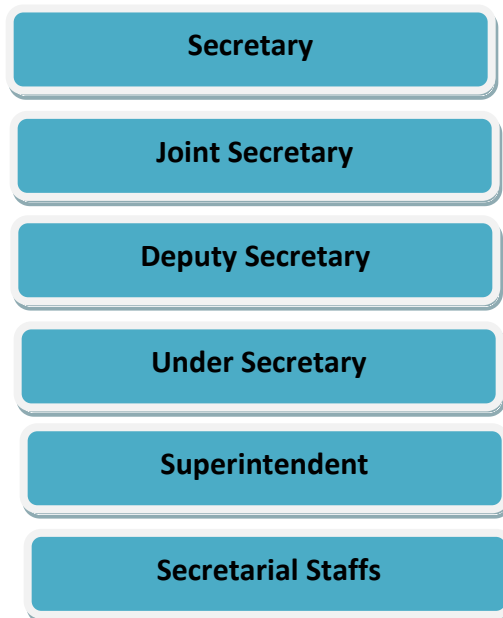 Secretary
Joint Secretary
Deputy Secretary
Under Secretary
Superintendent
Secretarial Staffs